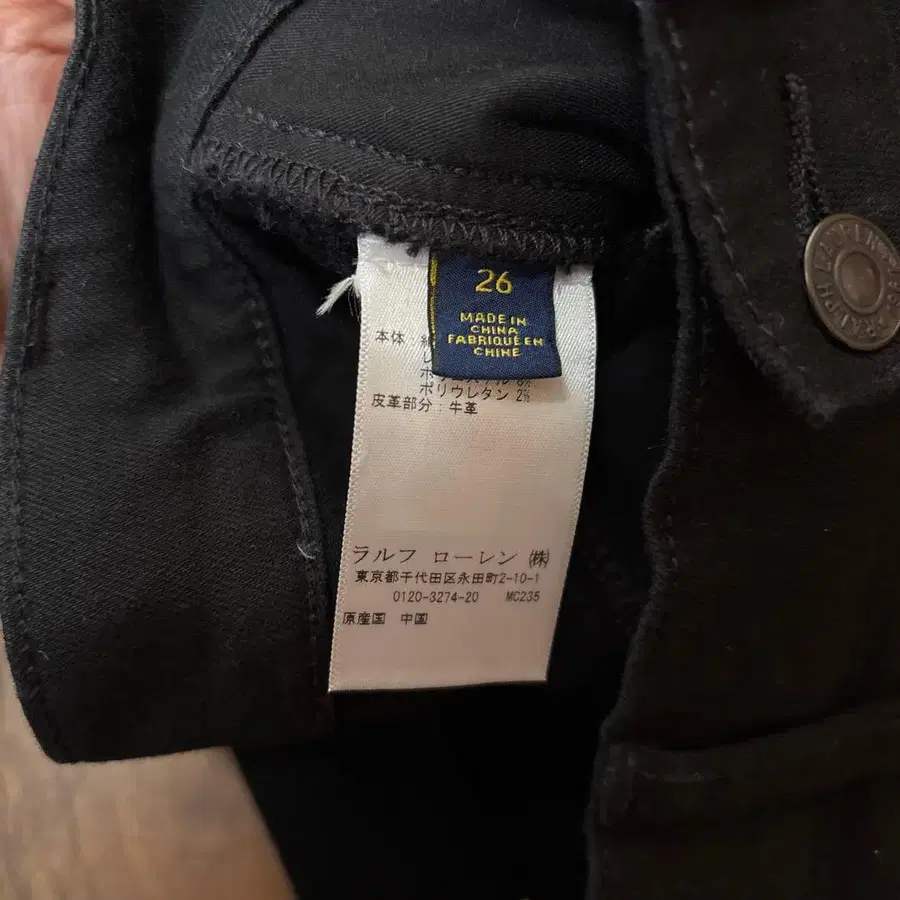 26
MADE IN
CHINA
FABRIQUÉ EN
CHINE
本体:
ポリウレタン 2%
皮革部分:牛革
ラルフ ローレン ㈱
東京都千代田区永田町2-10-1
0120-3274-20 MC235
原産国 中国